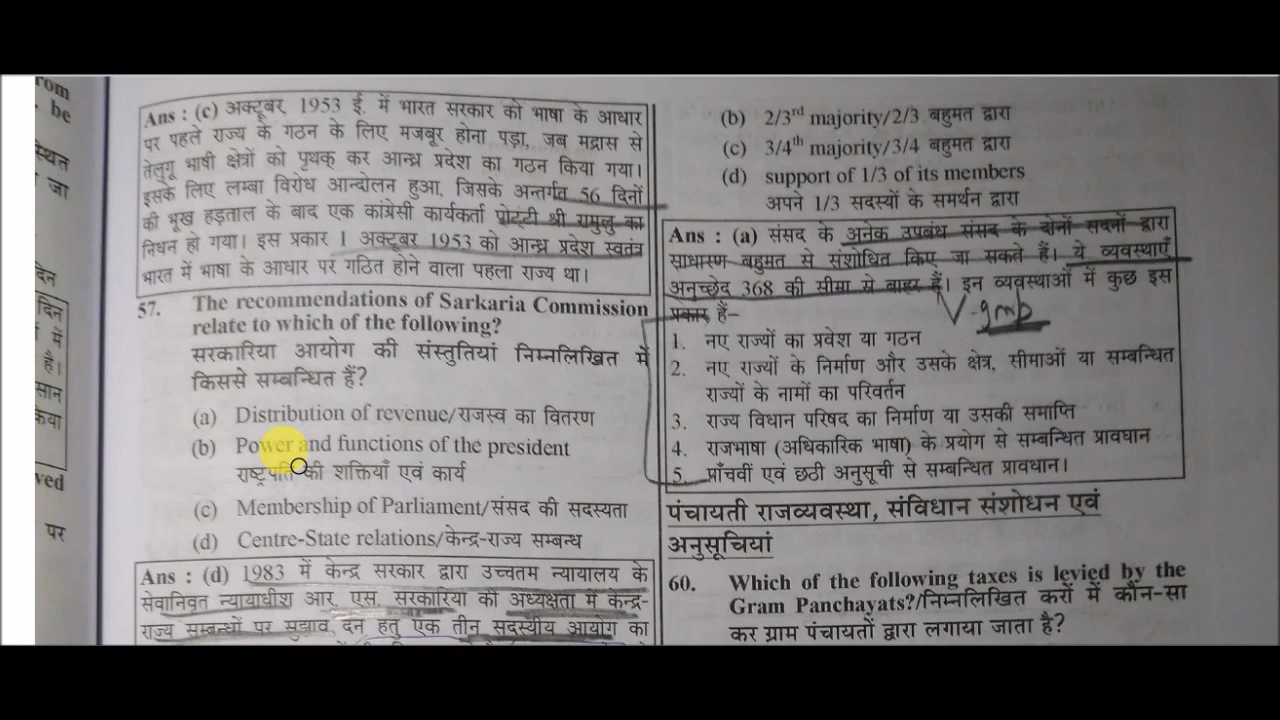 rom
be
स्थत
जा
दिन
दिन
में
है।
सान
केवा
ved
पर
Ans : (c) अक्टूबर, 1953 ई. में भारत सरकार को भाषा के आधार
पर पहले राज्य के गठन के लिए मजबूर होना पड़ा, जब मद्रास से
तेलुगू भाषी क्षेत्रों को पृथक् कर आन्ध्र प्रदेश का गठन किया गया।
इसके लिए लम्बा विरोध आन्दोलन हुआ, जिसके अन्तर्गत 56 दिनों
की भूख हड़ताल के बाद एक कांग्रेसी कार्यकर्ता पोट्टी श्री रामुलु का
निधन हो गया। इस प्रकार 1 अक्टूबर 1953 को आन्ध्र प्रदेश स्वतंत्र
भारत में भाषा के आधार पर गठित होने वाला पहला राज्य था।
57. The recommendations of Sarkaria Commission
relate to which of the following?
सरकारिया आयोग की संस्तुतियां निम्नलिखित में
किससे सम्बन्धित हैं?
(a) Distribution of revenue/राजस्व का वितरण
(b) Power and functions of the president
राष्ट्रपति की शक्तियाँ एवं कार्य
(c) Membership of Parliament/संसद की सदस्यता
(d) Centre-State relations/केन्द्र-राज्य सम्बन्ध
Ans : (d) 1983 में केन्द्र सरकार द्वारा उच्चतम न्यायालय के
सेवानिवृत न्यायाधीश आर. एस. सरकारिया की अध्यक्षता में केन्द्र-
राज्य सम्बन्धों पर सुझाव देने हेतु एक तीन सदस्यीय आयोग का
(b) 2/3rd majority/2/3 बहुमत द्वारा
(c) 3/4th majority/3/4 बहुमत द्वारा
(d) support of 1/3 of its members
अपने 1/3 सदस्यों के समर्थन द्वारा
Ans : (a) संसद के अनेक उपबंध संसद के दोनों सदनों द्वारा
साधारण बहुमत से संशोधित किए जा सकते हैं। ये व्यवस्थाएँ
अनुच्छेद 368 की सीमा से बाहर हैं। इन व्यवस्थाओं में कुछ इस
प्रकार हैं–
V-gmp
1. नए राज्यों का प्रवेश या गठन
2. नए राज्यों के निर्माण और उसके क्षेत्र, सीमाओं या सम्बन्धित
राज्यों के नामों का परिवर्तन
3. राज्य विधान परिषद का निर्माण या उसकी समाप्ति
4. राजभाषा (अधिकारिक भाषा) के प्रयोग से सम्बन्धित प्रावधान
5. पाँचवीं एवं छठी अनुसूची से सम्बन्धित प्रावधान।
पंचायती राजव्यवस्था, संविधान संशोधन एवं
अनुसूचियां
60. Which of the following taxes is levied by the
Gram Panchayats?/निम्नलिखित करों में कौन-सा
कर ग्राम पंचायतों द्वारा लगाया जाता है?